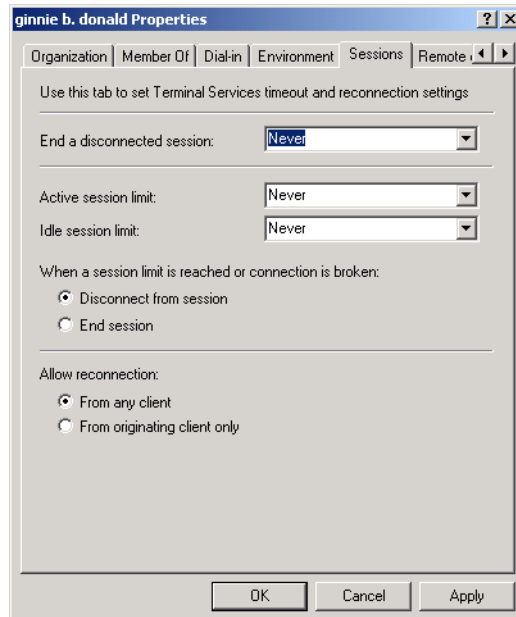 ginnie b. donald Properties
Organization Member Of Dial-in Environment Sessions Remote
Use this tab to set Terminal Services timeout and reconnection settings
End a disconnected session: Never
Active session limit: Never
Idle session limit: Never
When a session limit is reached or connection is broken:
Disconnect from session
End session
Allow reconnection:
From any client
From originating client only
OK Cancel Apply